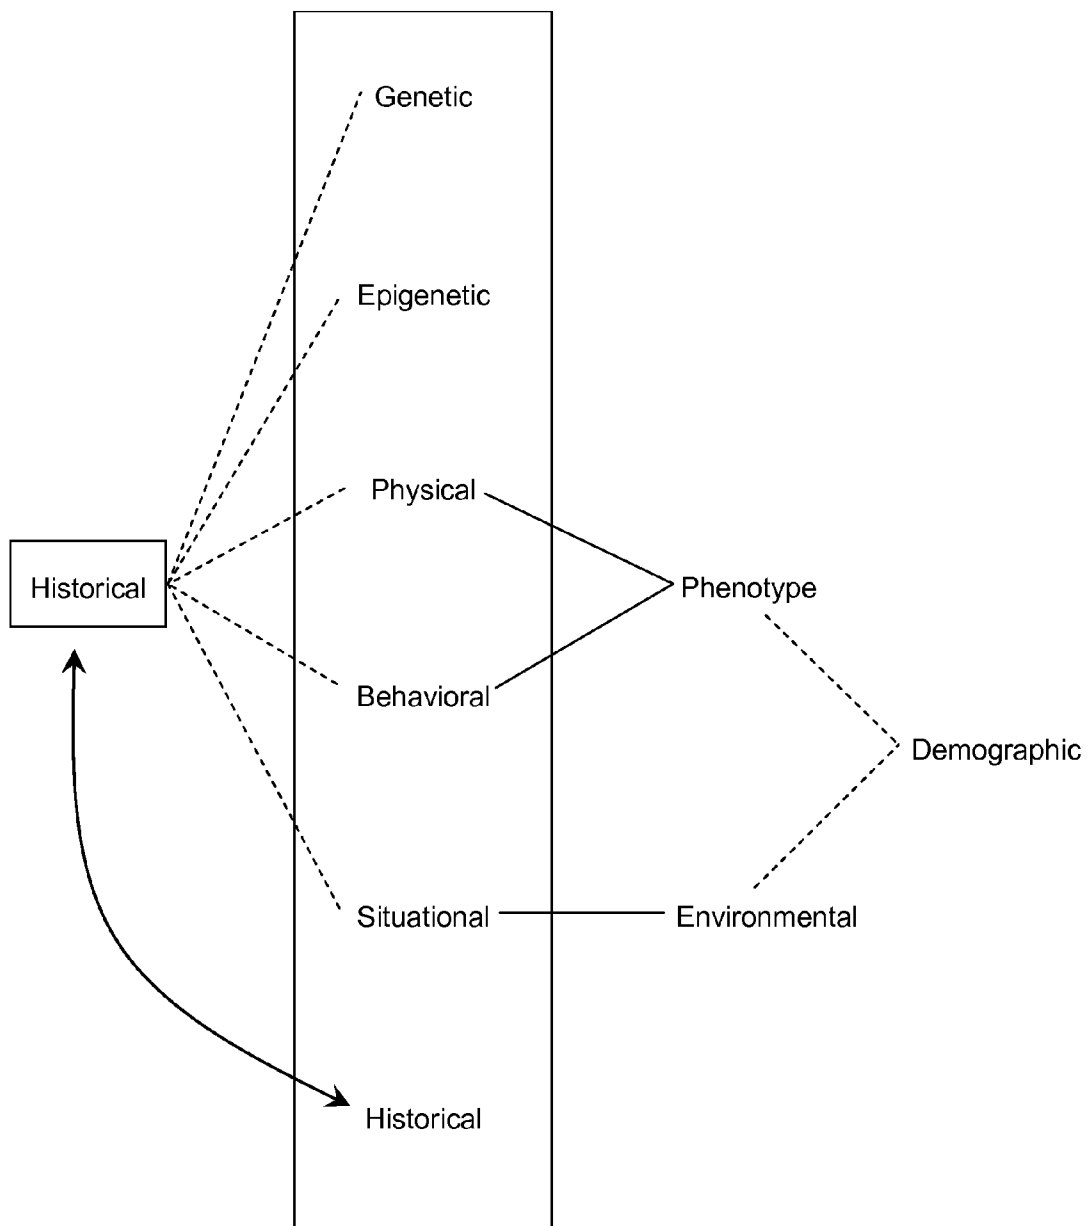 Genetic
Epigenetic
Physical
Historical
Phenotype
Behavioral
Demographic
Situational
Environmental
Historical